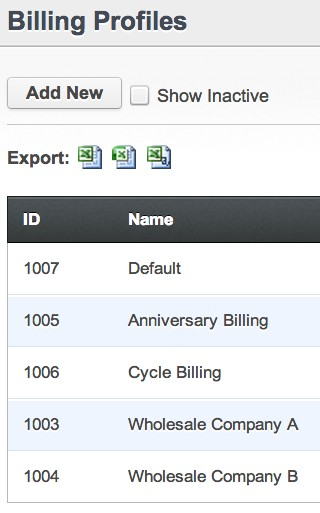 Billing Profiles
Add New Show Inactive
Export:
ID Name
1007 Default
1005 Anniversary Billing
1006 Cycle Billing
1003 Wholesale Company A
1004 Wholesale Company B